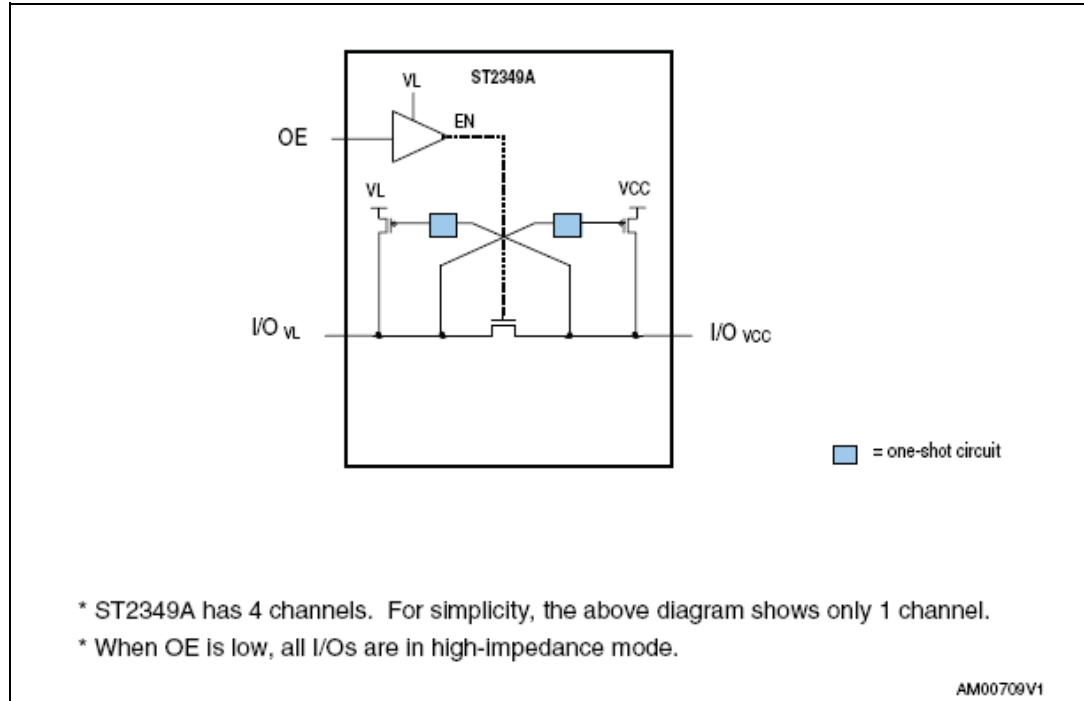 ST2349A
VL
EN
OE
VL
VCC
I/O VL
I/O VCC
= one-shot circuit
* ST2349A has 4 channels. For simplicity, the above diagram shows only 1 channel.
* When OE is low, all I/Os are in high-impedance mode.
AM00709V1